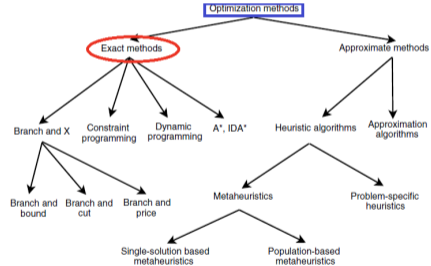 Optimization methods
Exact methods
Approximate methods
Branch and X
Constraint
programming
Dynamic
programming
A*, IDA*
Heuristic algorithms
Approximation
algorithms
Branch and
bound
Branch and
cut
Branch and
price
Metaheuristics
Problem-specific
heuristics
Single-solution based
metaheuristics
Population-based
metaheuristics